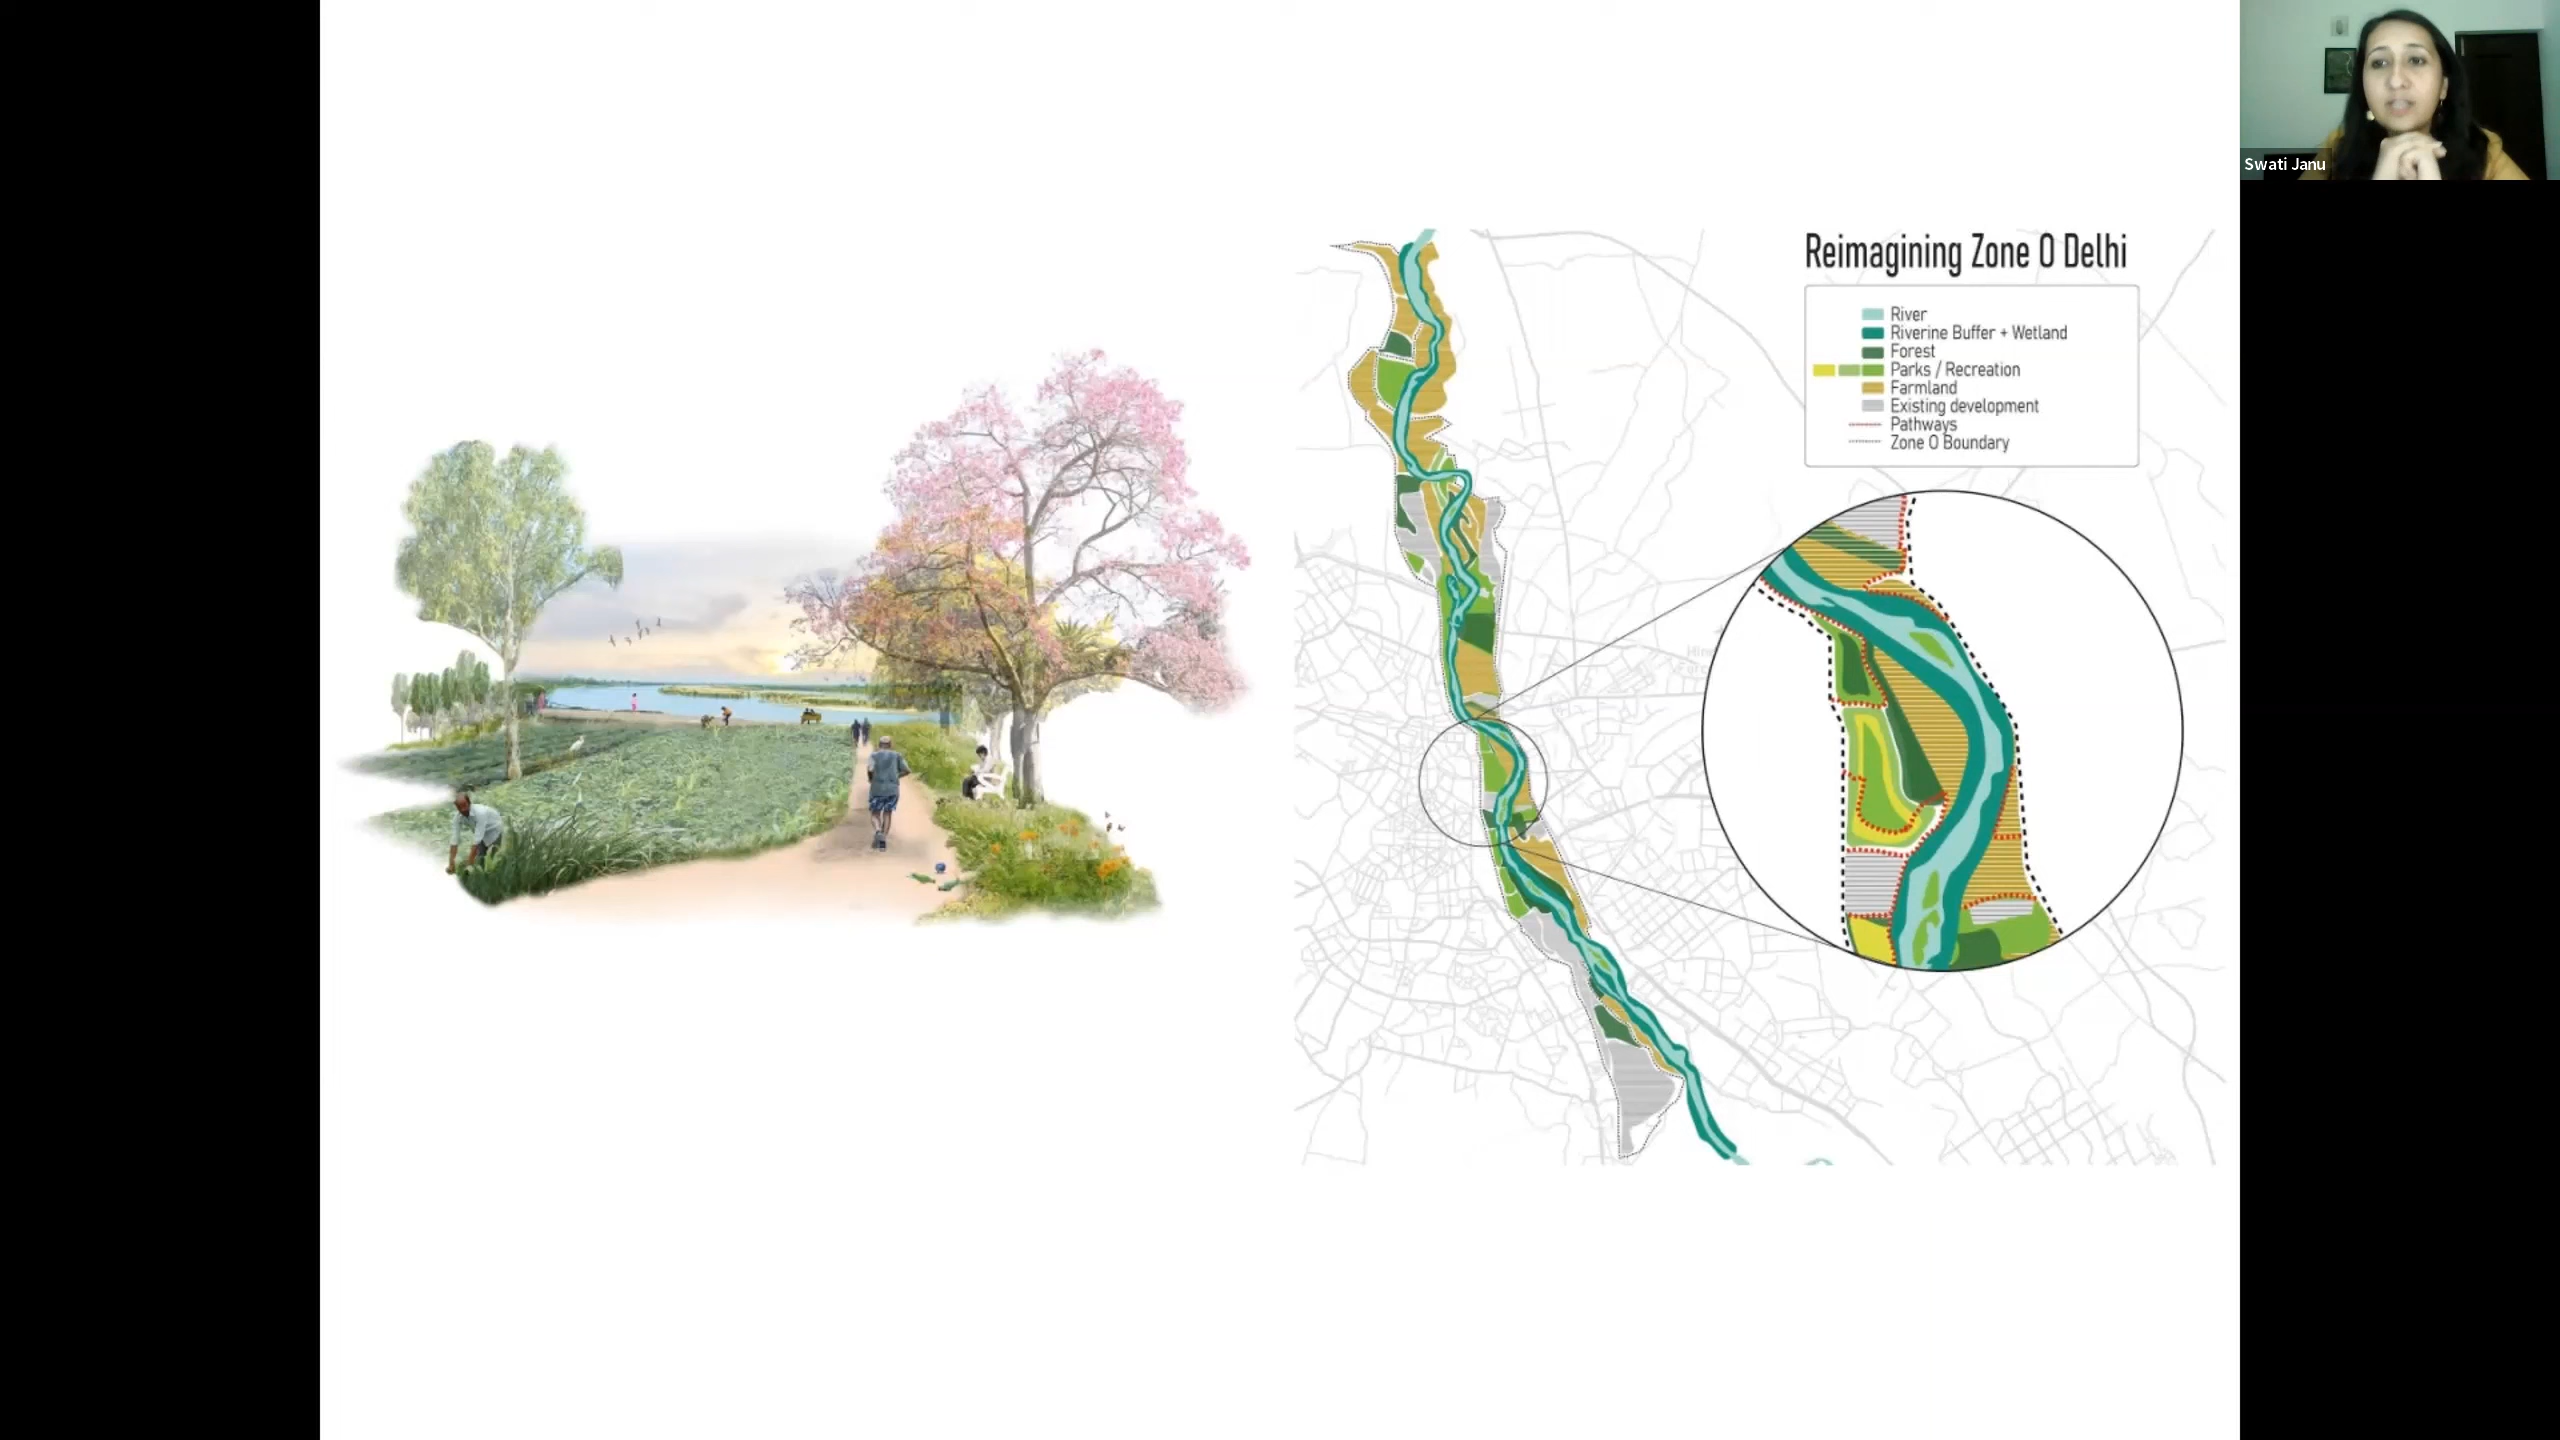 Swati Janu
Reimagining Zone O Delhi
River
Riverine Buffer + Wetland
Forest
Parks / Recreation
Farmland
Existing development
Pathways
Zone O Boundary